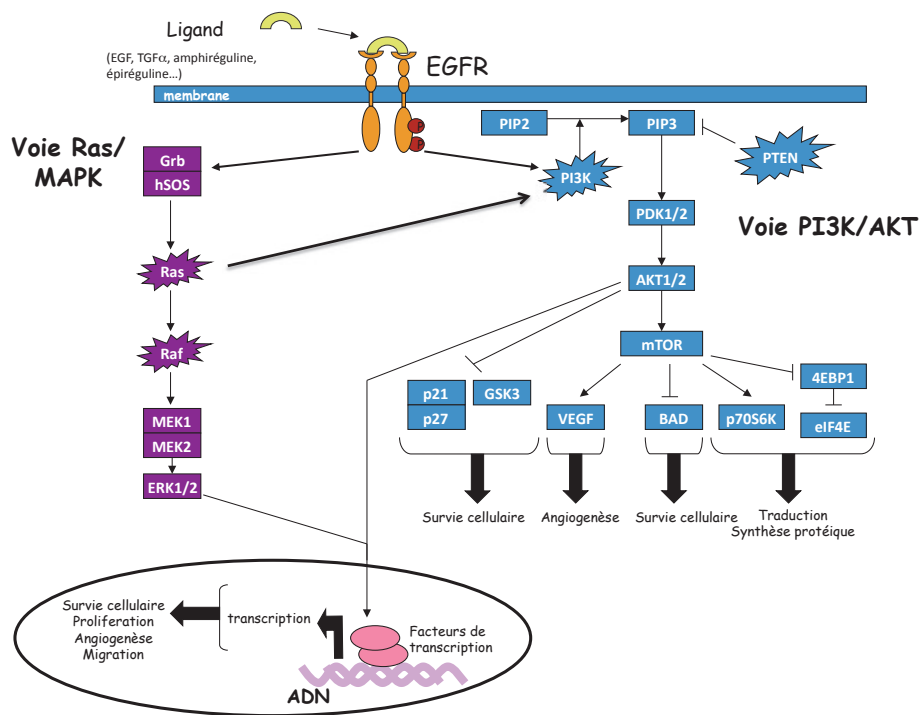 Ligand
(EGF, TGFα, amphiréguline,
épiréguline…)
EGFR
membrane
Voie Ras/
MAPK
Grb
hSOS
Ras
Raf
MEK1
MEK2
ERK1/2
P
P
PIP2
PIP3
PI3K
PTEN
Voie PI3K/AKT
PDK1/2
AKT1/2
mTOR
p21
p27
GSK3
VEGF
BAD
p70S6K
4EBP1
eIF4E
Survie cellulaire
Angiogenèse
Survie cellulaire
Traduction
Synthèse protéique
Survie cellulaire
Proliferation
Angiogenèse
Migration
transcription
Facteurs de
transcription
ADN